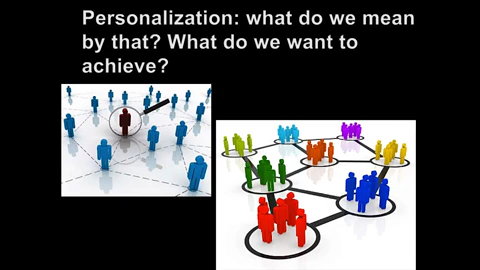 Personalization: what do we mean
by that? What do we want to
achieve?